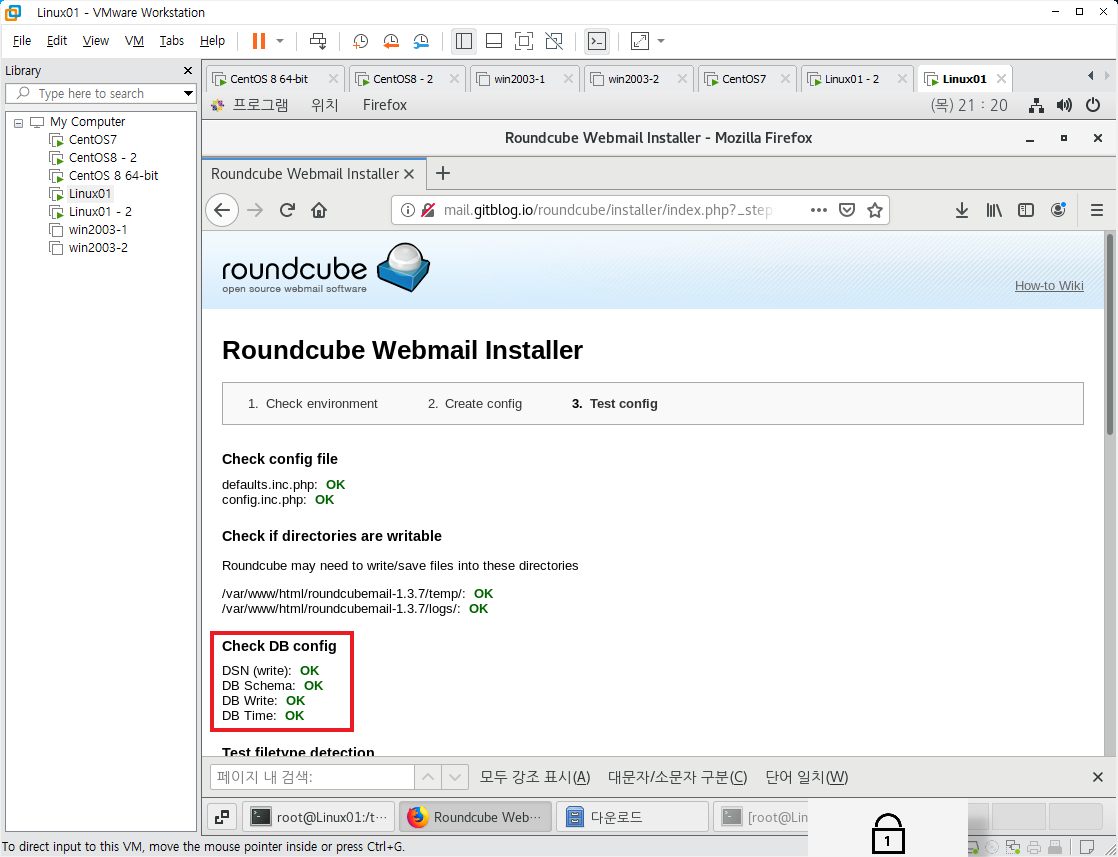 Linux01 - VMware Workstation
File Edit View VM Tabs Help
Library
Type here to search
My Computer
CentOS7
CentOS8 - 2
CentOS 8 64-bit
Linux01
Linux01 - 2
win2003-1
win2003-2
CentOS 8 64-bit CentOS8 - 2 win2003-1 win2003-2 CentOS7 Linux01 - 2 Linux01
프로그램 위치 Firefox (목) 21 : 20
Roundcube Webmail Installer - Mozilla Firefox
Roundcube Webmail Installer
mail.gitblog.io/roundcube/installer/index.php?_step
roundcube
open source webmail software
How-to Wiki
Roundcube Webmail Installer
1. Check environment 2. Create config 3. Test config
Check config file
defaults.inc.php: OK
config.inc.php: OK
Check if directories are writable
Roundcube may need to write/save files into these directories
/var/www/html/roundcubemail-1.3.7/temp/: OK
/var/www/html/roundcubemail-1.3.7/logs/: OK
Check DB config
DSN (write): OK
DB Schema: OK
DB Write: OK
DB Time: OK
Test filetype detection
페이지 내 검색: 모두 강조 표시(A) 대문자/소문자 구분(C) 단어 일치(W)
root@Linux01:/t··· Roundcube Web··· 다운로드 [root@Lin
1
To direct input to this VM, move the mouse pointer inside or press Ctrl+G.